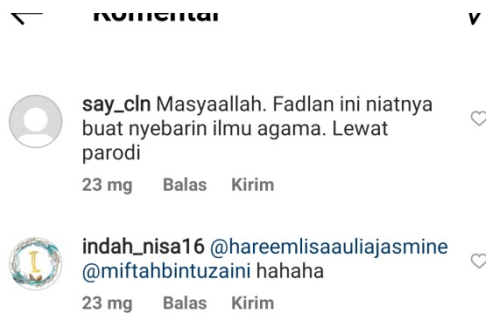 Komentar
say_cln Masyaallah. Fadlan ini niatnya
buat nyebarin ilmu agama. Lewat
parodi
23 mg Balas Kirim
indah_nisa16 @hareemlisaauliajasmine
@miftahbintuzaini hahaha
23 mg Balas Kirim